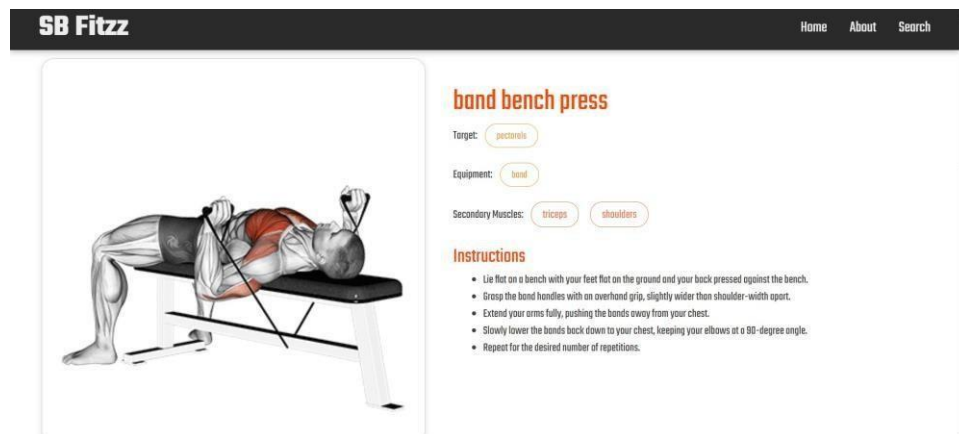 SB Fitzz
Home About Search
band bench press
Target: pectorals
Equipment: band
Secondary Muscles: triceps shoulders
Instructions
Lie flat on a bench with your feet flat on the ground and your back pressed against the bench.
Grasp the band handles with an overhand grip, slightly wider than shoulder-width apart.
Extend your arms fully, pushing the bands away from your chest.
Slowly lower the bands back down to your chest, keeping your elbows at a 90-degree angle.
Repeat for the desired number of repetitions.